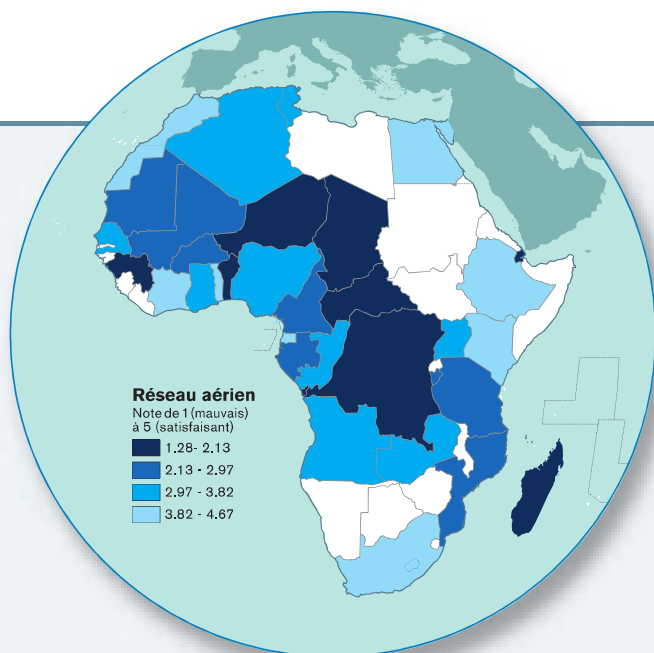 Réseau aérien
Note de 1 (mauvais)
à 5 (satisfaisant)
1.28- 2.13
2.13 - 2.97
2.97 - 3.82
3.82 - 4.67